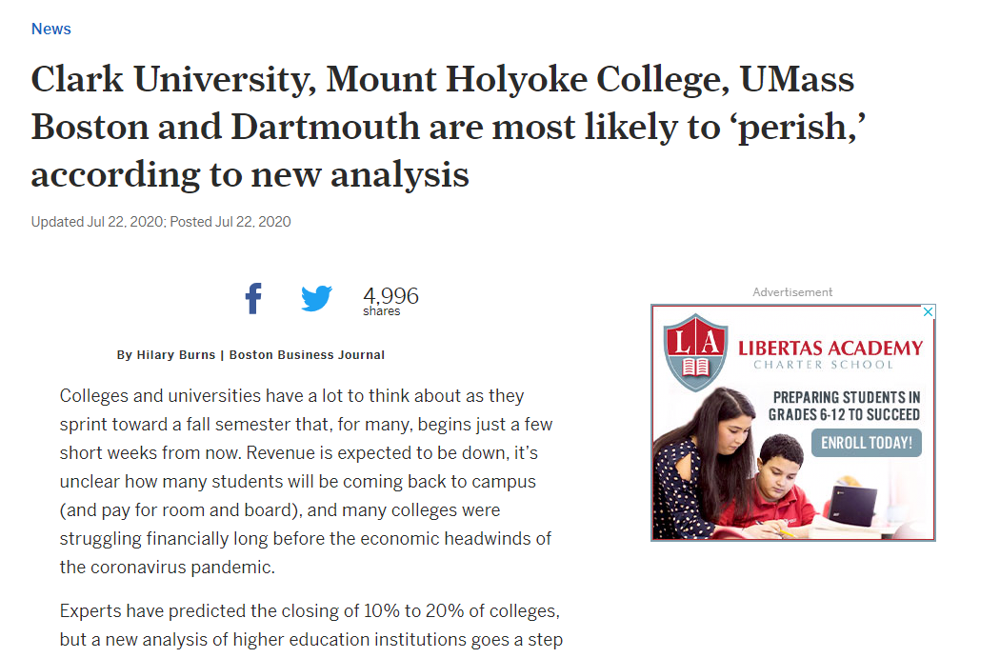 News
Clark University, Mount Holyoke College, UMass
Boston and Dartmouth are most likely to ‘perish,’
according to new analysis
Updated Jul 22, 2020; Posted Jul 22, 2020
4,996
shares
By Hilary Burns | Boston Business Journal
Colleges and universities have a lot to think about as they
sprint toward a fall semester that, for many, begins just a few
short weeks from now. Revenue is expected to be down, it’s
unclear how many students will be coming back to campus
(and pay for room and board), and many colleges were
struggling financially long before the economic headwinds of
the coronavirus pandemic.
Experts have predicted the closing of 10% to 20% of colleges,
but a new analysis of higher education institutions goes a step
Advertisement
LA
LIBERTAS ACADEMY
CHARTER SCHOOL
PREPARING STUDENTS IN
GRADES 6-12 TO SUCCEED
ENROLL TODAY!